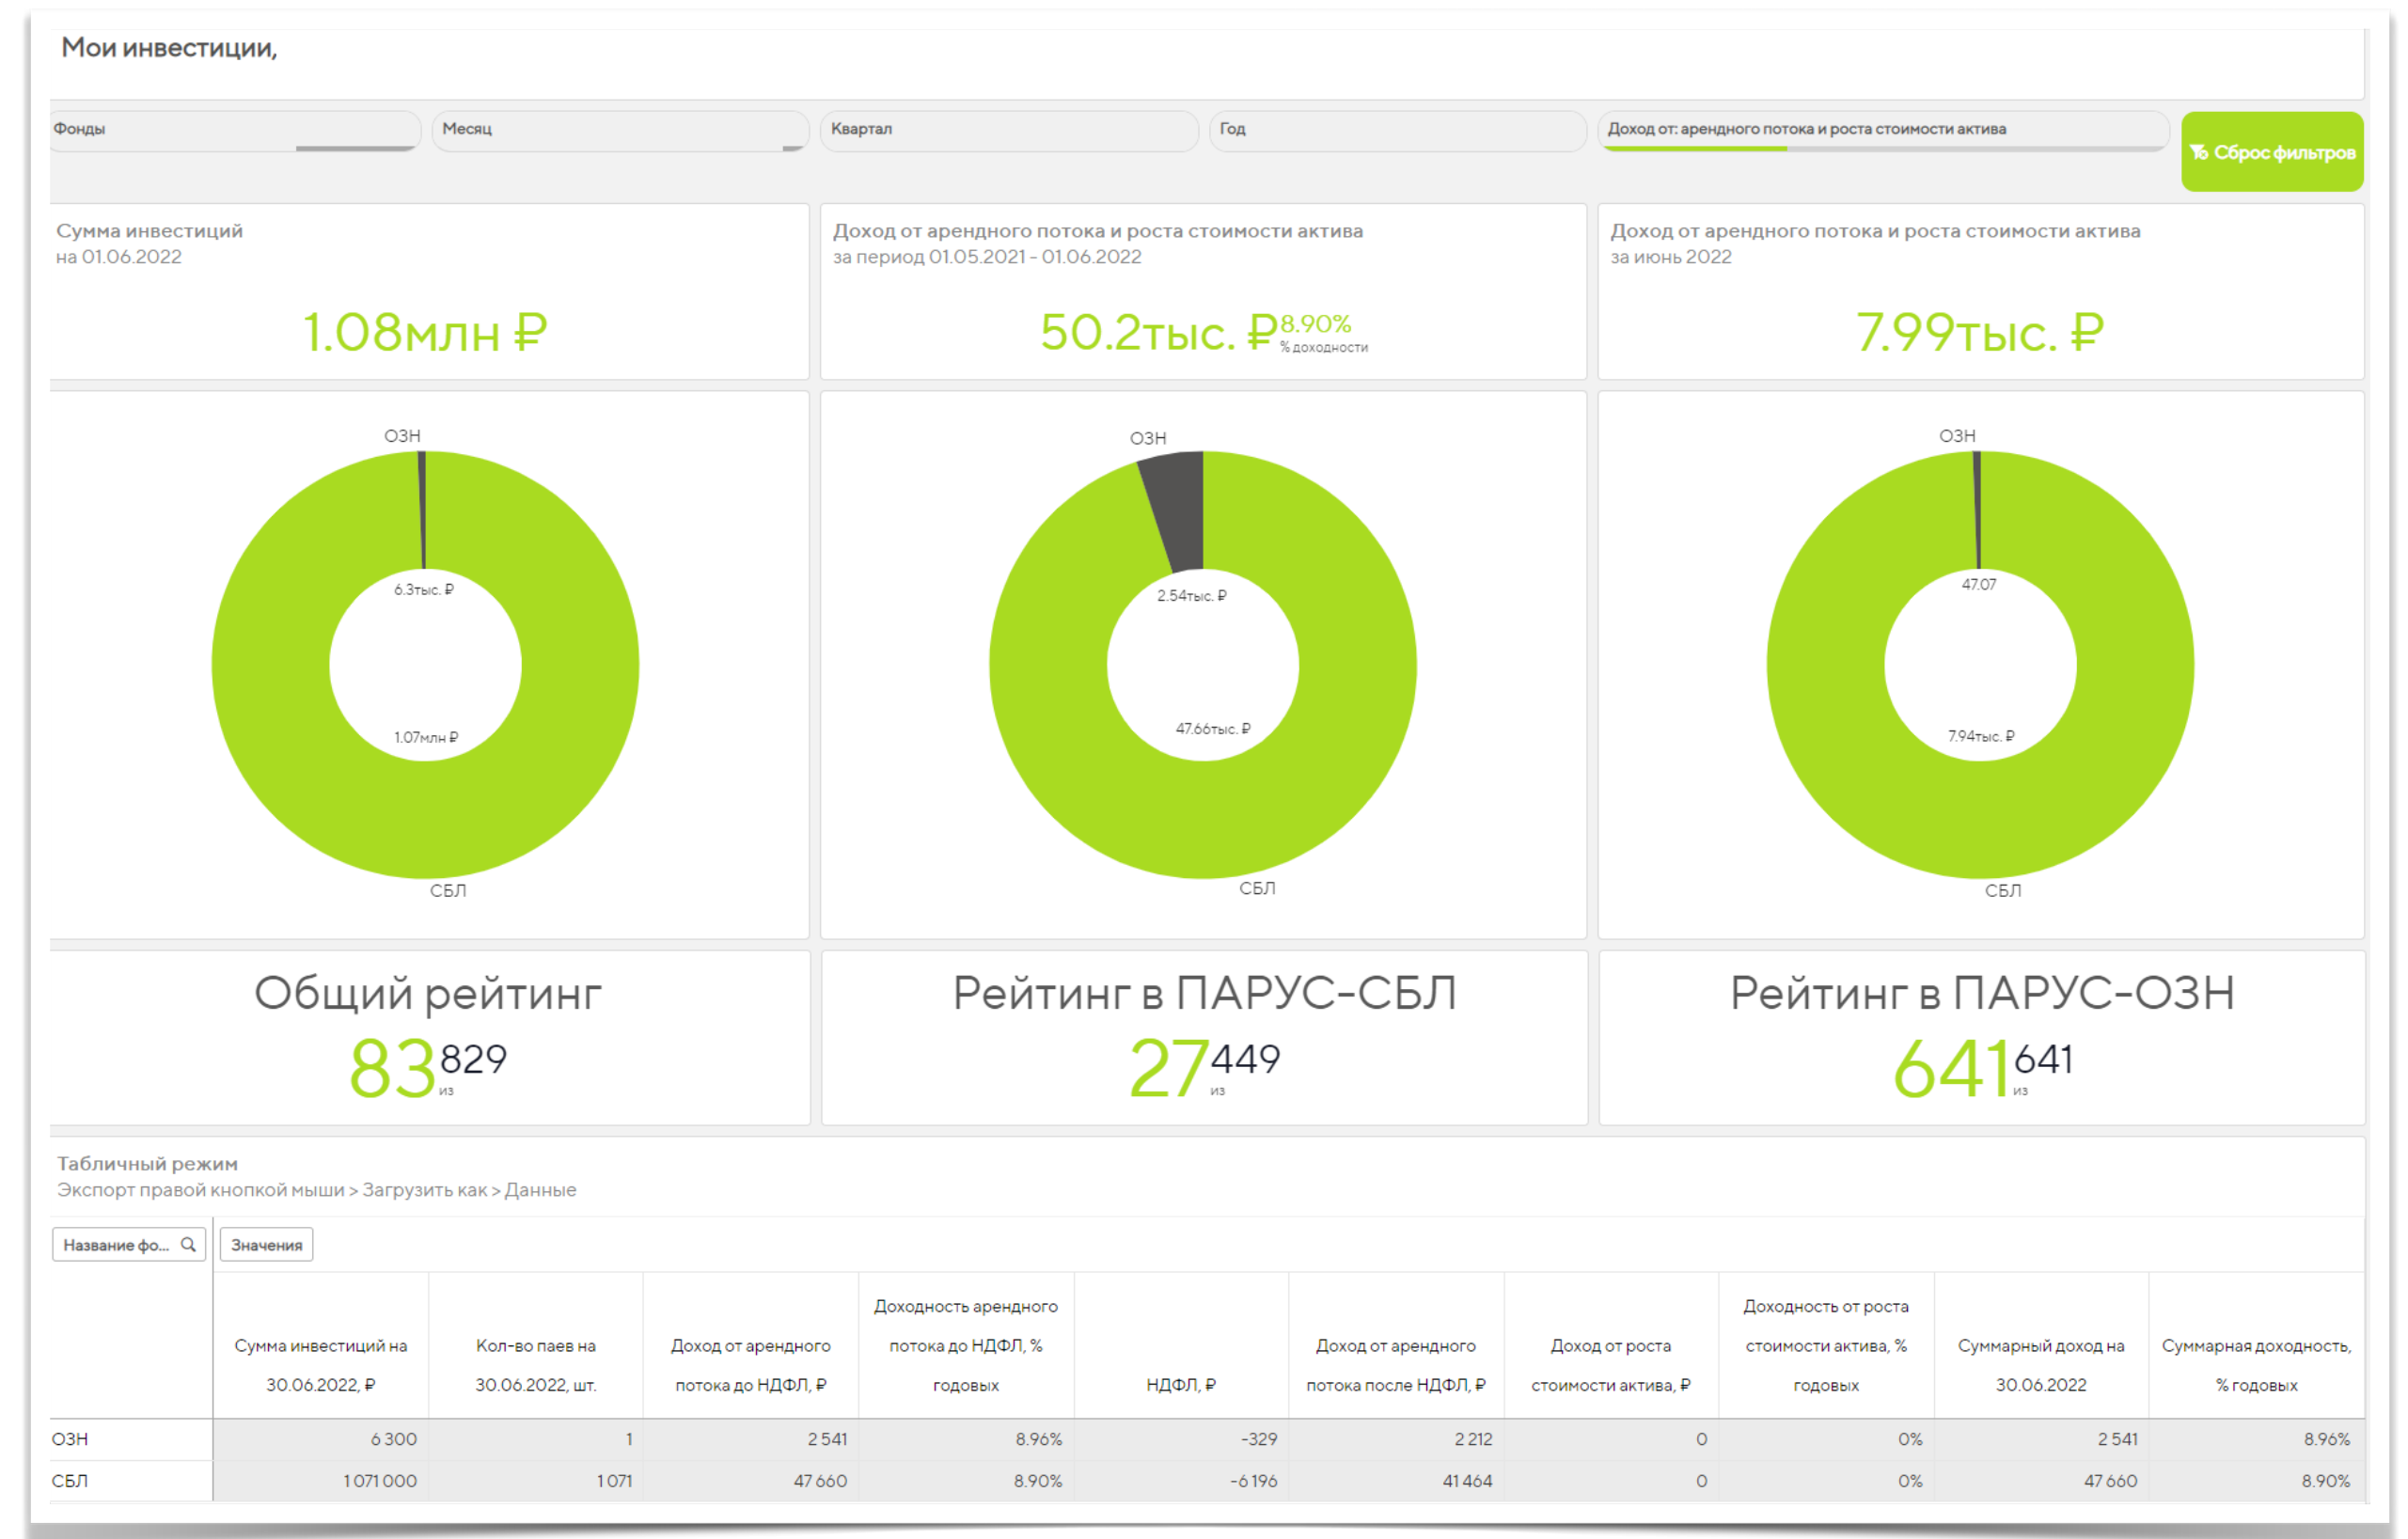 Мои инвестиции,
Фонды
Месяц
Квартал
Год
Доход от: арендного потока и роста стоимости актива
Сброс фильтров
Сумма инвестиций
на 01.06.2022
1.08млн ₽
Доход от арендного потока и роста стоимости актива
за период 01.05.2021 - 01.06.2022
50.2тыс. ₽ 8.90%
% доходности
Доход от арендного потока и роста стоимости актива
за июнь 2022
7.99тыс. ₽
ОЗН
6.3тыс. ₽
1.07млн ₽
СБЛ
ОЗН
2.54тыс. ₽
47.66тыс. ₽
СБЛ
ОЗН
47.07
7.94тыс. ₽
СБЛ
Общий рейтинг
83 829
из
Рейтинг в ПАРУС-СБЛ
27 449
из
Рейтинг в ПАРУС-ОЗН
641 641
из
Табличный режим
Экспорт правой кнопкой мыши > Загрузить как > Данные
Название фо...
Значения
Сумма инвестиций на
30.06.2022, ₽
Кол-во паев на
30.06.2022, шт.
Доход от арендного
потока до НДФЛ, ₽
Доходность арендного
потока до НДФЛ, %
годовых
НДФЛ, ₽
Доход от арендного
потока после НДФЛ, ₽
Доход от роста
стоимости актива, ₽
Доходность от роста
стоимости актива, %
годовых
Суммарный доход на
30.06.2022
Суммарная доходность,
% годовых
ОЗН 6 300 1 2 541 8.96% -329 2 212 0 0% 2 541 8.96%
СБЛ 1 071 000 1 071 47 660 8.90% -6 196 41 464 0 0% 47 660 8.90%